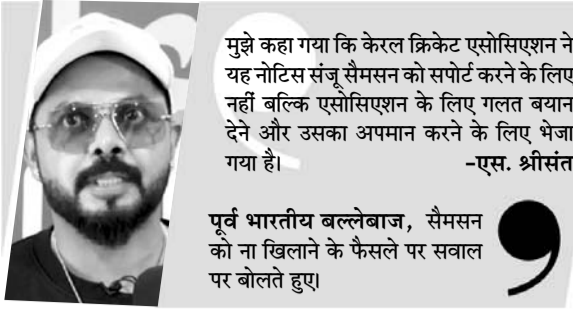 मुझे कहा गया कि केरल क्रिकेट एसोसिएशन ने
यह नोटिस संजू सैमसन को सपोर्ट करने के लिए
नहीं बल्कि एसोसिएशन के लिए गलत बयान
देने और उसका अपमान करने के लिए भेजा
गया है। -एस. श्रीसंत
पूर्व भारतीय बल्लेबाज, सैमसन
को ना खिलाने के फैसले पर सवाल
पर बोलते हुए।